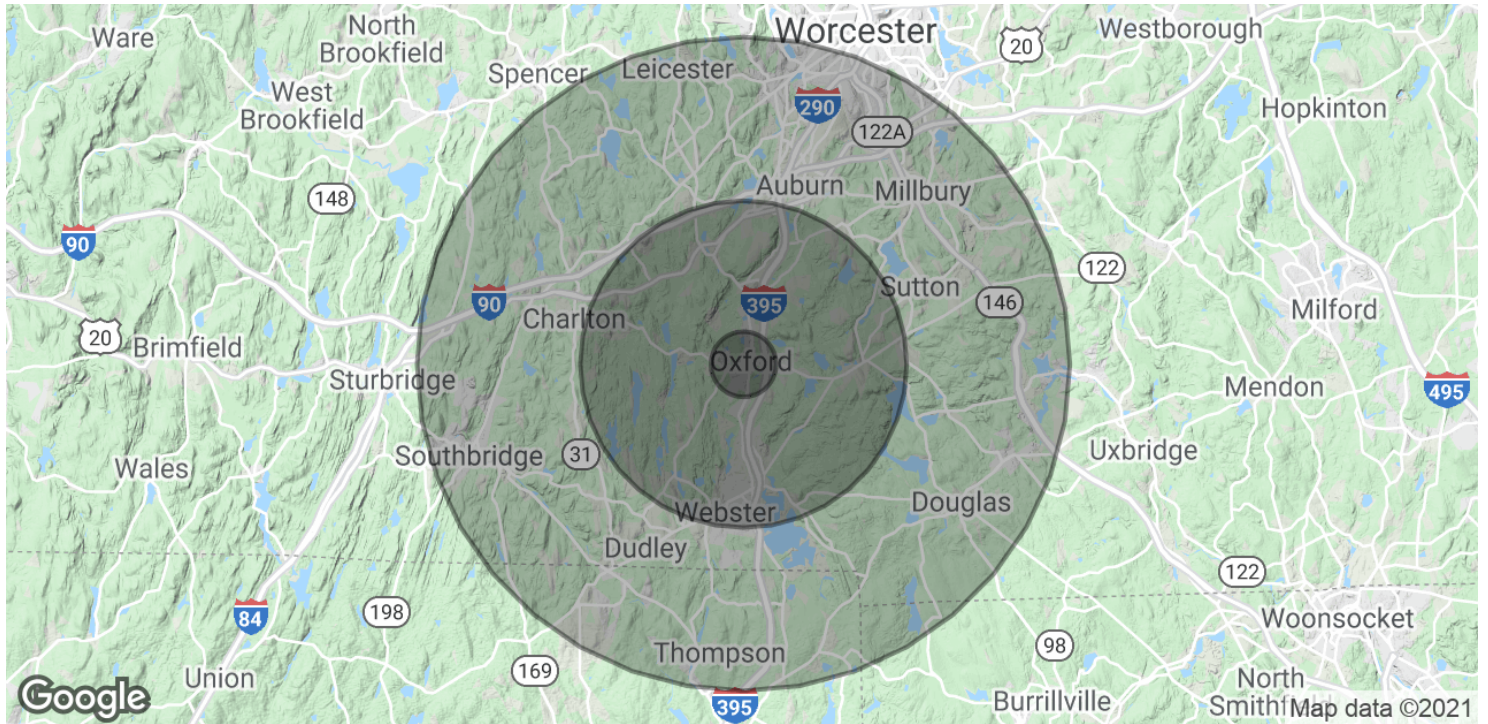 Ware
North
Brookfield
Worcester
20
Westborough
Spencer
Leicester
West
Brookfield
290
122A
Hopkinton
148
Auburn
Millbury
90
122
Sutton
90
395
146
Charlton
Milford
20
Brimfield
Oxford
Sturbridge
Mendon
495
Southbridge
31
Uxbridge
Wales
Webster
Douglas
Dudley
122
84
198
Woonsocket
Thompson
98
169
Union
North
Smithf
Google
395
Burrillville
Map data ©2021